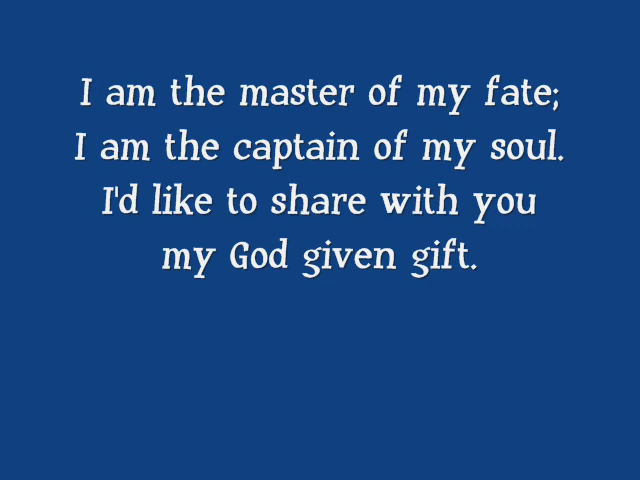 I am the master of my fate;
I am the captain of my soul.
I'd like to share with you
my God given gift.